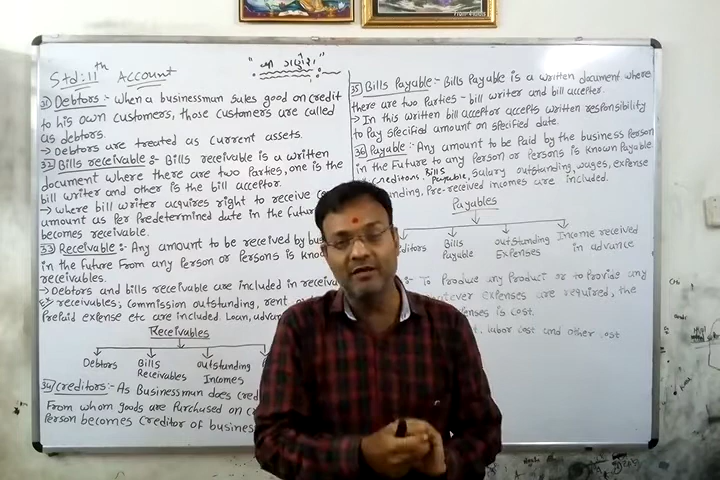 Std:11th Account
31) Debtors :- When a businessman sales good on credit
to his own customers, those customers are called
as debtors.
→ Debtors are treated as current assets.
32) Bills receivable :- Bills receivable is a written
document where there are two Parties, one is the
bill writer and other is the bill acceptor.
→ where bill writer acquires right to receive
amount as Per Predetermined date in the Future
becomes receivable.
33) Receivable :- Any amount to be received by
in the Future From any Person or Persons is
receivables.
→ Debtors and bills receivable are included in
receivables; Commission outstanding, rent
Prepaid expense etc are included. Loan,
Receivables
Debtors
Bills Receivables
outstanding Incomes
34) Creditors :- As Businessman does
From whom goods are Purchased on
Person becomes Creditor of
35) Bills Payable :- Bills Payable is a written document where
there are two Parties - bill writer and bill accepter.
→ In this written bill acceptor accepts written responsibility
to Pay specified amount on specified date.
36) Payable :- Any amount to be Paid by the business Person
in the Future to any Person or Persons is known Payable
Creditors, Bills Payable, Salary outstanding, wages, expense
Pre-received incomes are included.
Payables
Bills Payable
outstanding Expenses
Income received in advance
To Produce any Product or to Provide any
expenses are required, the
is cost.
labor cost and other cost